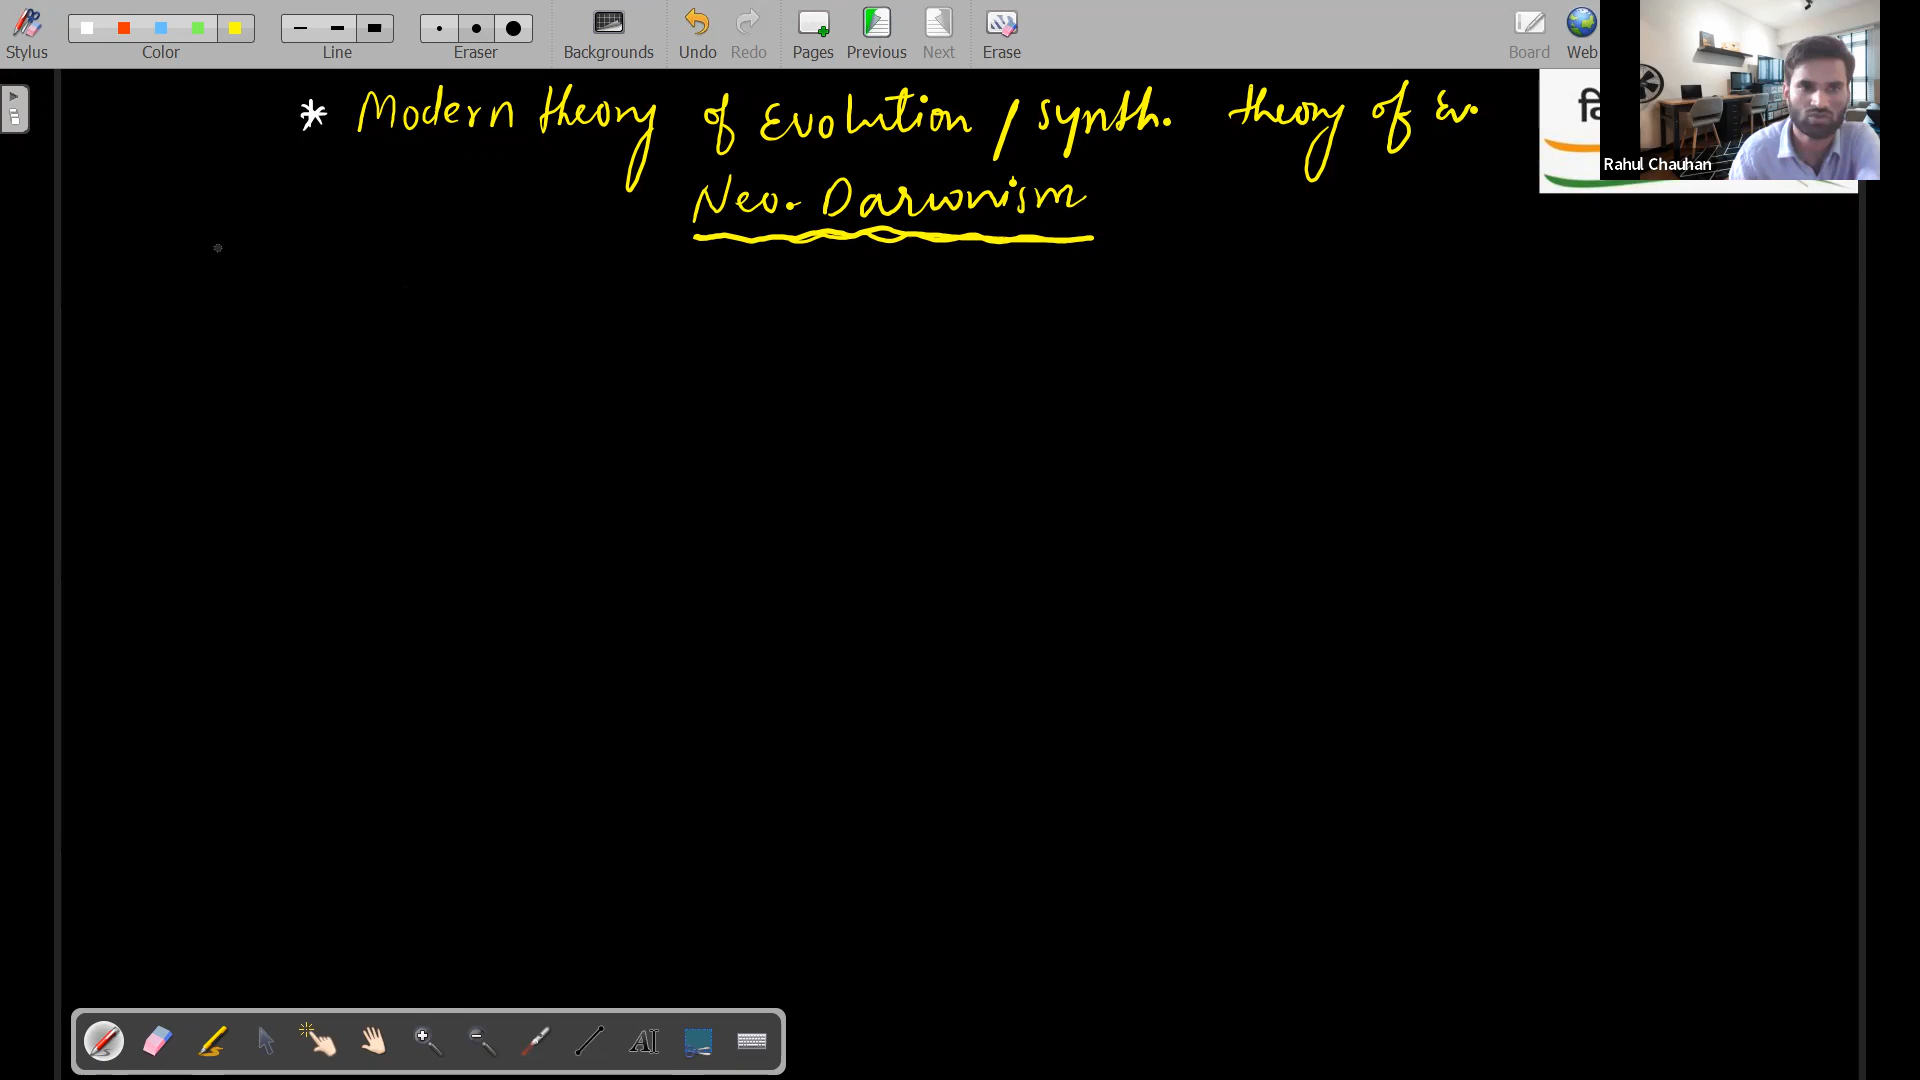 Stylus Color Line Eraser Backgrounds Undo Redo Pages Previous Next Erase Board Web
* Modern theory of Evolution / synth. theory of Ev.
Neo. Darwinism
Rahul Chauhan